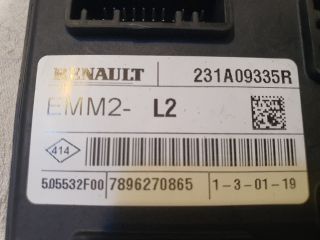 RENAULT 231A09335R
EMM2- L2
414
505532F00 7896270865 1-3-01-19